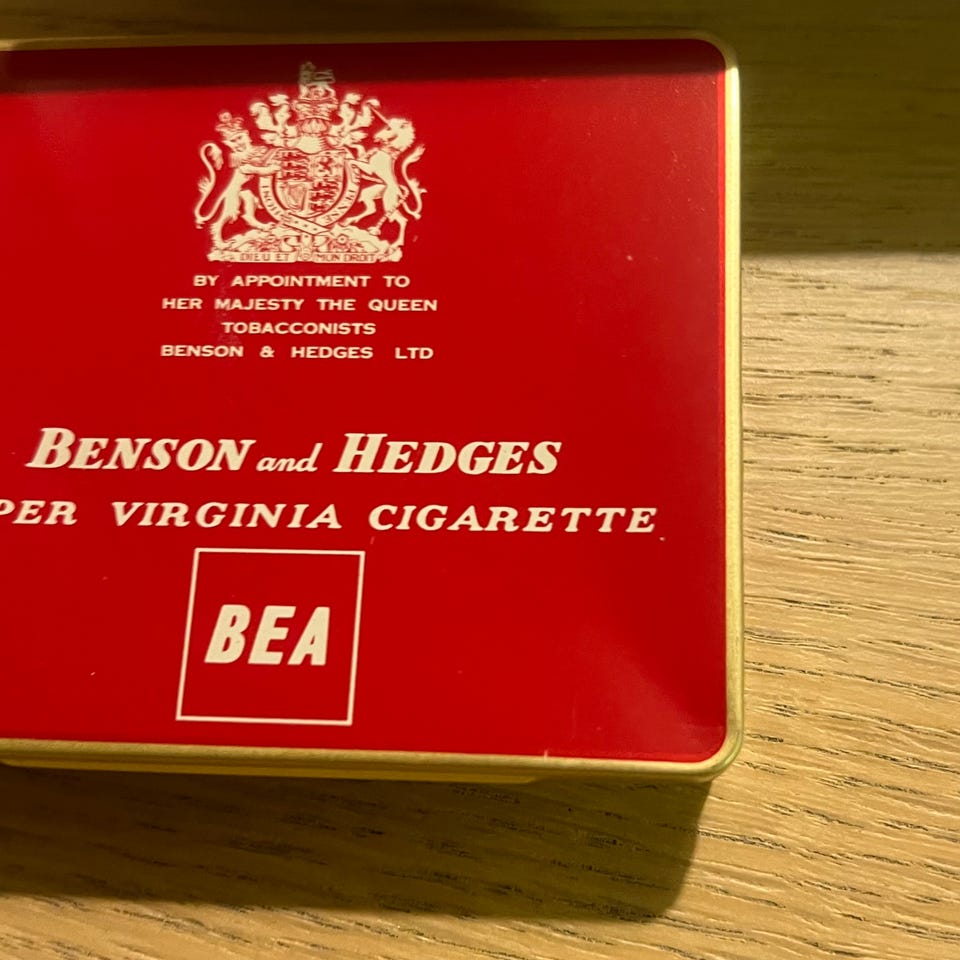 DIEU ET MON DROIT
BY APPOINTMENT TO
HER MAJESTY THE QUEEN
TOBACCONISTS
BENSON & HEDGES LTD
BENSON and HEDGES
PER VIRGINIA CIGARETTE
BEA